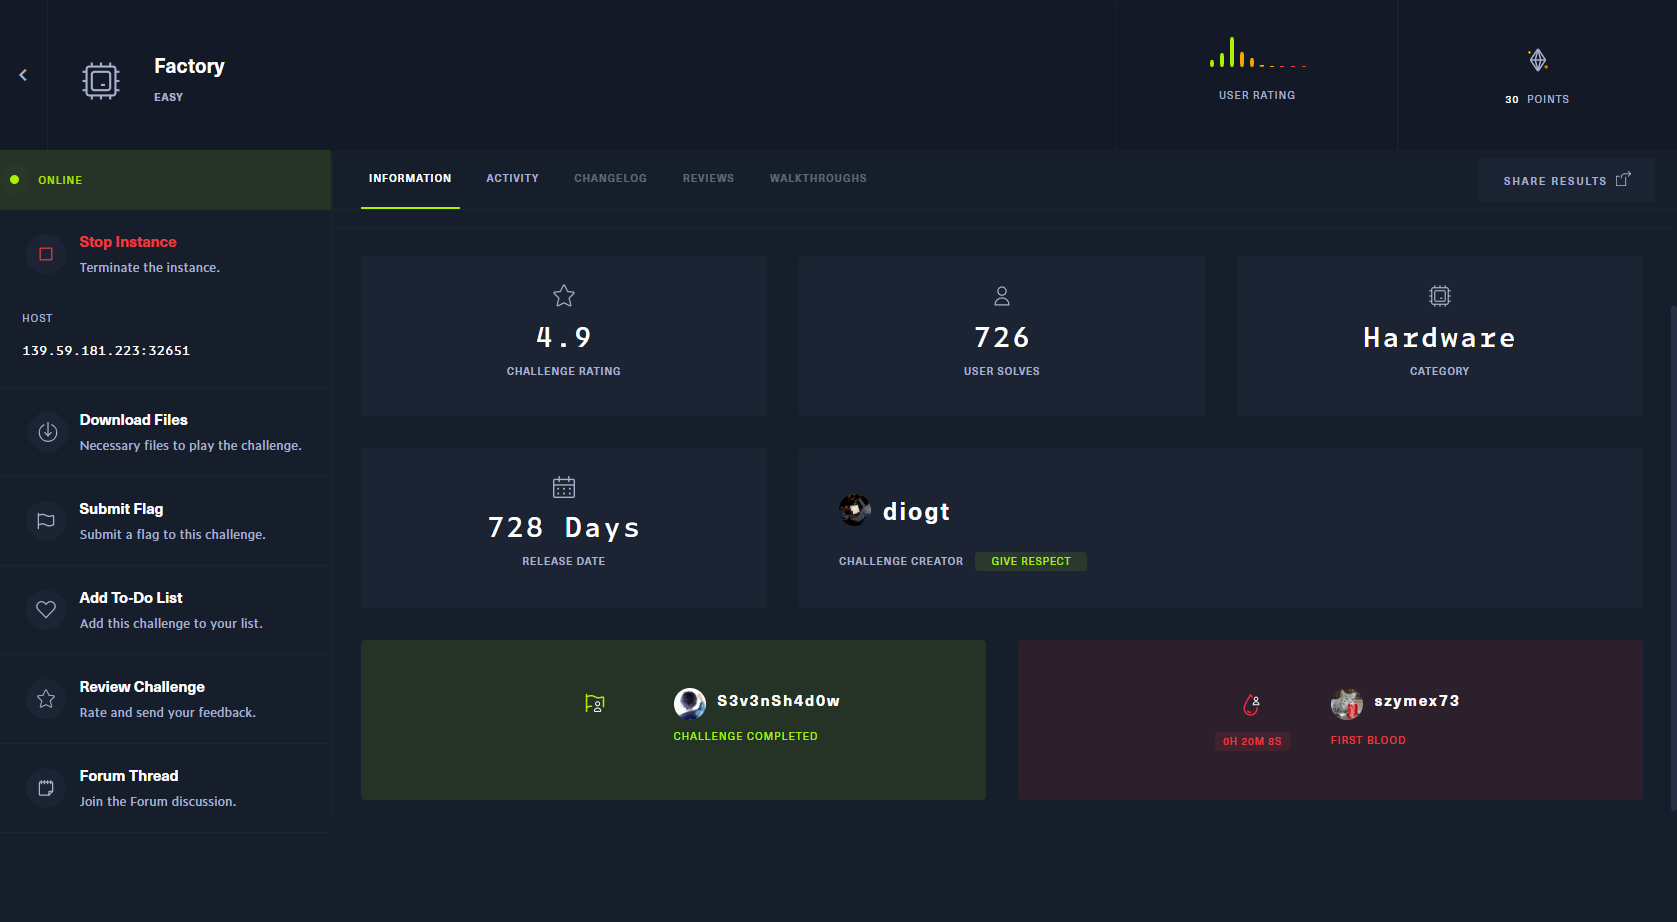 Factory
EASY
USER RATING
30 POINTS
ONLINE
INFORMATION
ACTIVITY
CHANGELOG
REVIEWS
WALKTHROUGHS
SHARE RESULTS
Stop Instance
Terminate the instance.
HOST
139.59.181.223:32651
Download Files
Necessary files to play the challenge.
Submit Flag
Submit a flag to this challenge.
Add To-Do List
Add this challenge to your list.
Review Challenge
Rate and send your feedback.
Forum Thread
Join the Forum discussion.
4.9
CHALLENGE RATING
726
USER SOLVES
Hardware
CATEGORY
728 Days
RELEASE DATE
diogt
CHALLENGE CREATOR
GIVE RESPECT
S3v3nSh4d0w
CHALLENGE COMPLETED
0H 20M 8S
szymex73
FIRST BLOOD